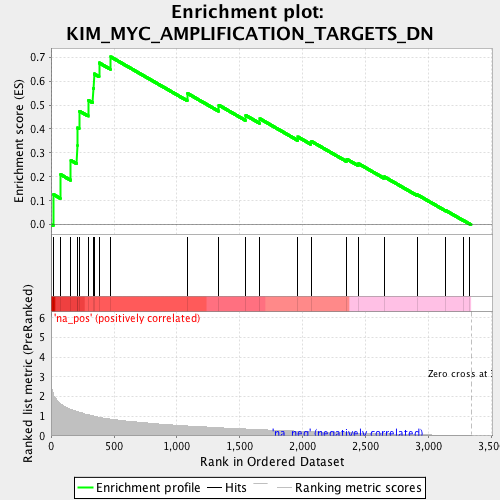 Enrichment plot:
KIM_MYC_AMPLIFICATION_TARGETS_DN
Enrichment score (ES)
0.7
0.6
0.5
0.4
0.3
0.2
0.1
0.0
Ranked list metric (PreRanked)
6
5
4
3
2
1
0
'na_pos' (positively correlated)
Zero cross at 3
'na_neg' (negatively correlated)
0 500 1,000 1,500 2,000 2,500 3,000 3,50
Rank in Ordered Dataset
Enrichment profile Hits Ranking metric scores